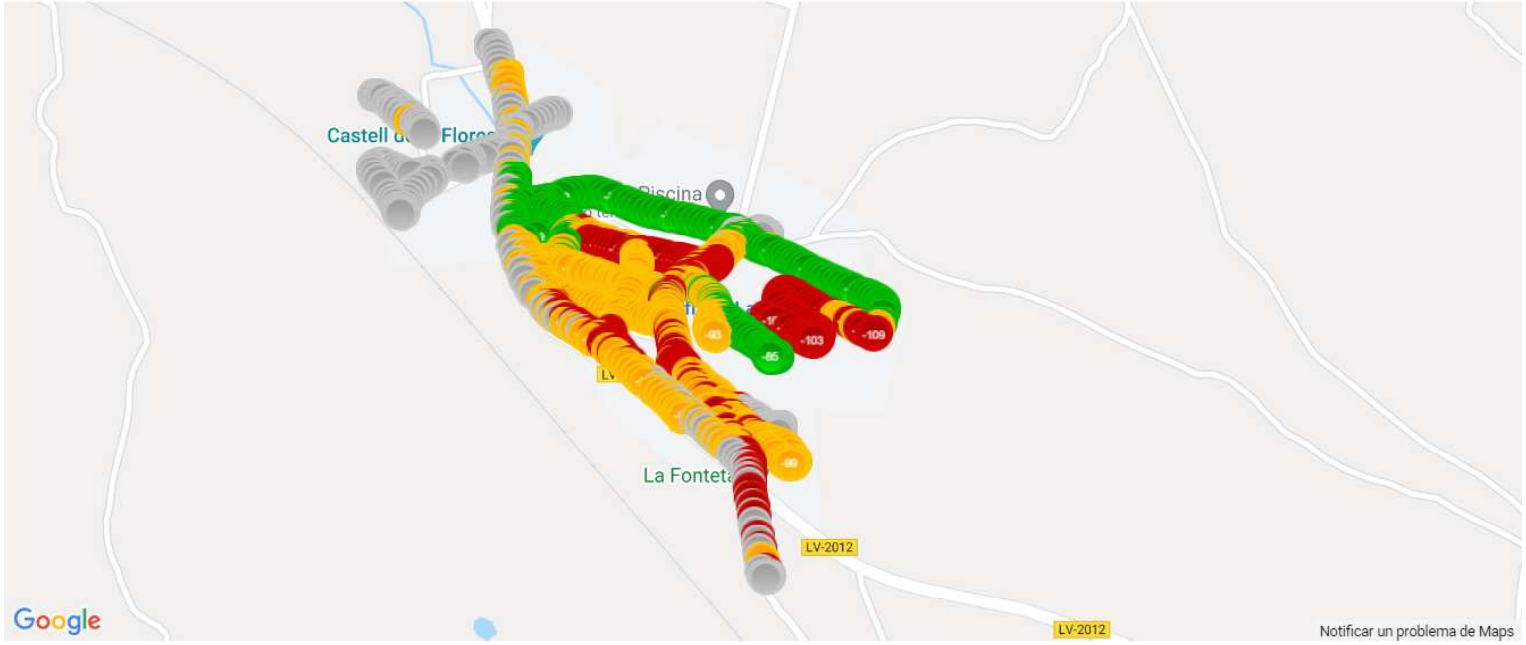 Castell de
Flores
Piscina
-93
-103
-109
-85
LV
-99
La Fonteta
LV-2012
LV-2012
Google
Notificar un problema de Maps